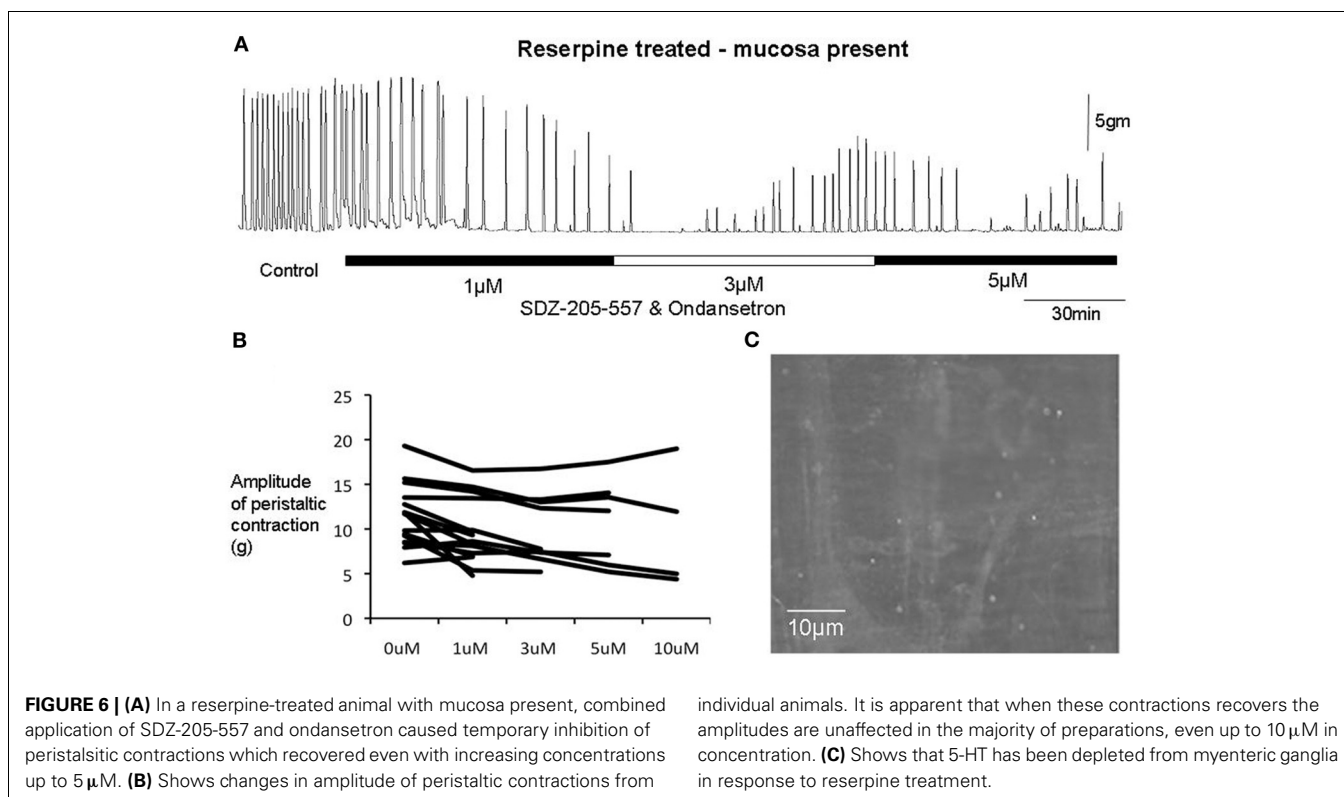 A
Reserpine treated - mucosa present
5gm
Control
1µM
3µM
5µM
SDZ-205-557 & Ondansetron
30min
B
25
20
15
10
5
0
Amplitude
of peristaltic
contraction
(g)
0uM
1uM
3uM
5uM
10uM
C
10µm
FIGURE 6 | (A) In a reserpine-treated animal with mucosa present, combined
application of SDZ-205-557 and ondansetron caused temporary inhibition of
peristalsitic contractions which recovered even with increasing concentrations
up to 5 µM. (B) Shows changes in amplitude of peristaltic contractions from
individual animals. It is apparent that when these contractions recovers the
amplitudes are unaffected in the majority of preparations, even up to 10 µM in
concentration. (C) Shows that 5-HT has been depleted from myenteric ganglia
in response to reserpine treatment.